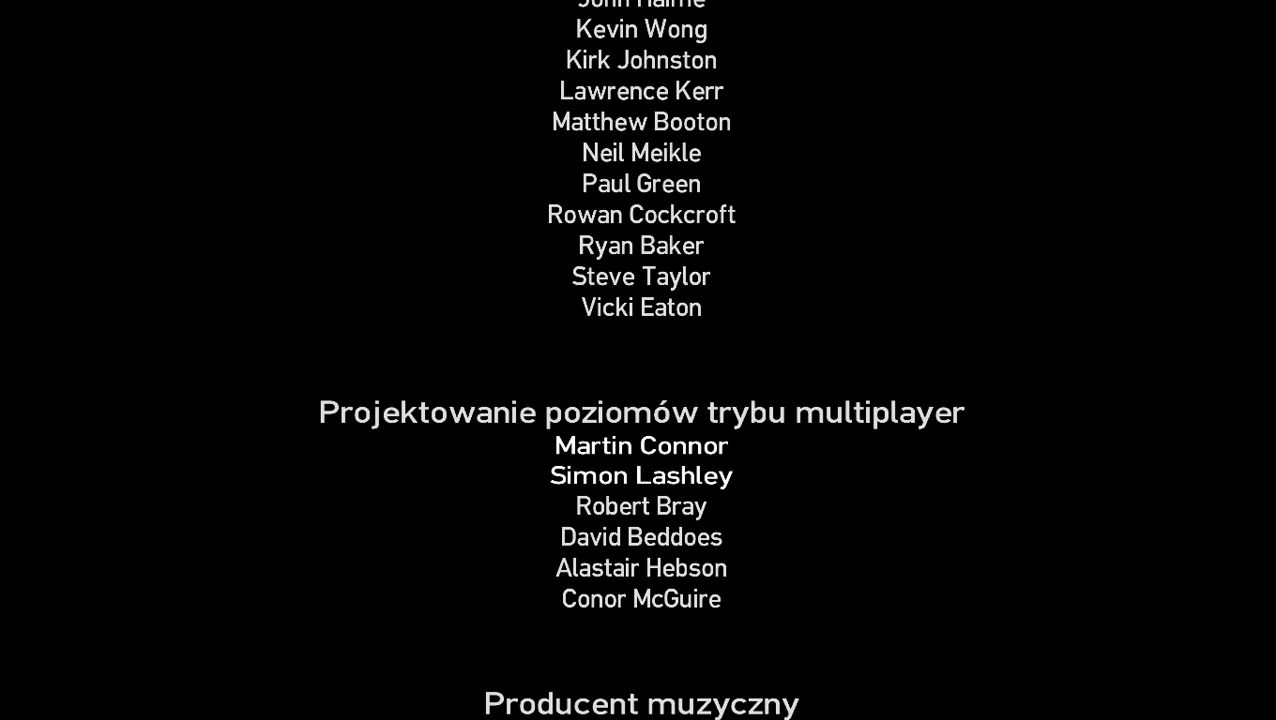 John Haime
Kevin Wong
Kirk Johnston
Lawrence Kerr
Matthew Booton
Neil Meikle
Paul Green
Rowan Cockcroft
Ryan Baker
Steve Taylor
Vicki Eaton
Projektowanie poziomów trybu multiplayer
Martin Connor
Simon Lashley
Robert Bray
David Beddoes
Alastair Hebson
Conor McGuire
Producent muzyczny